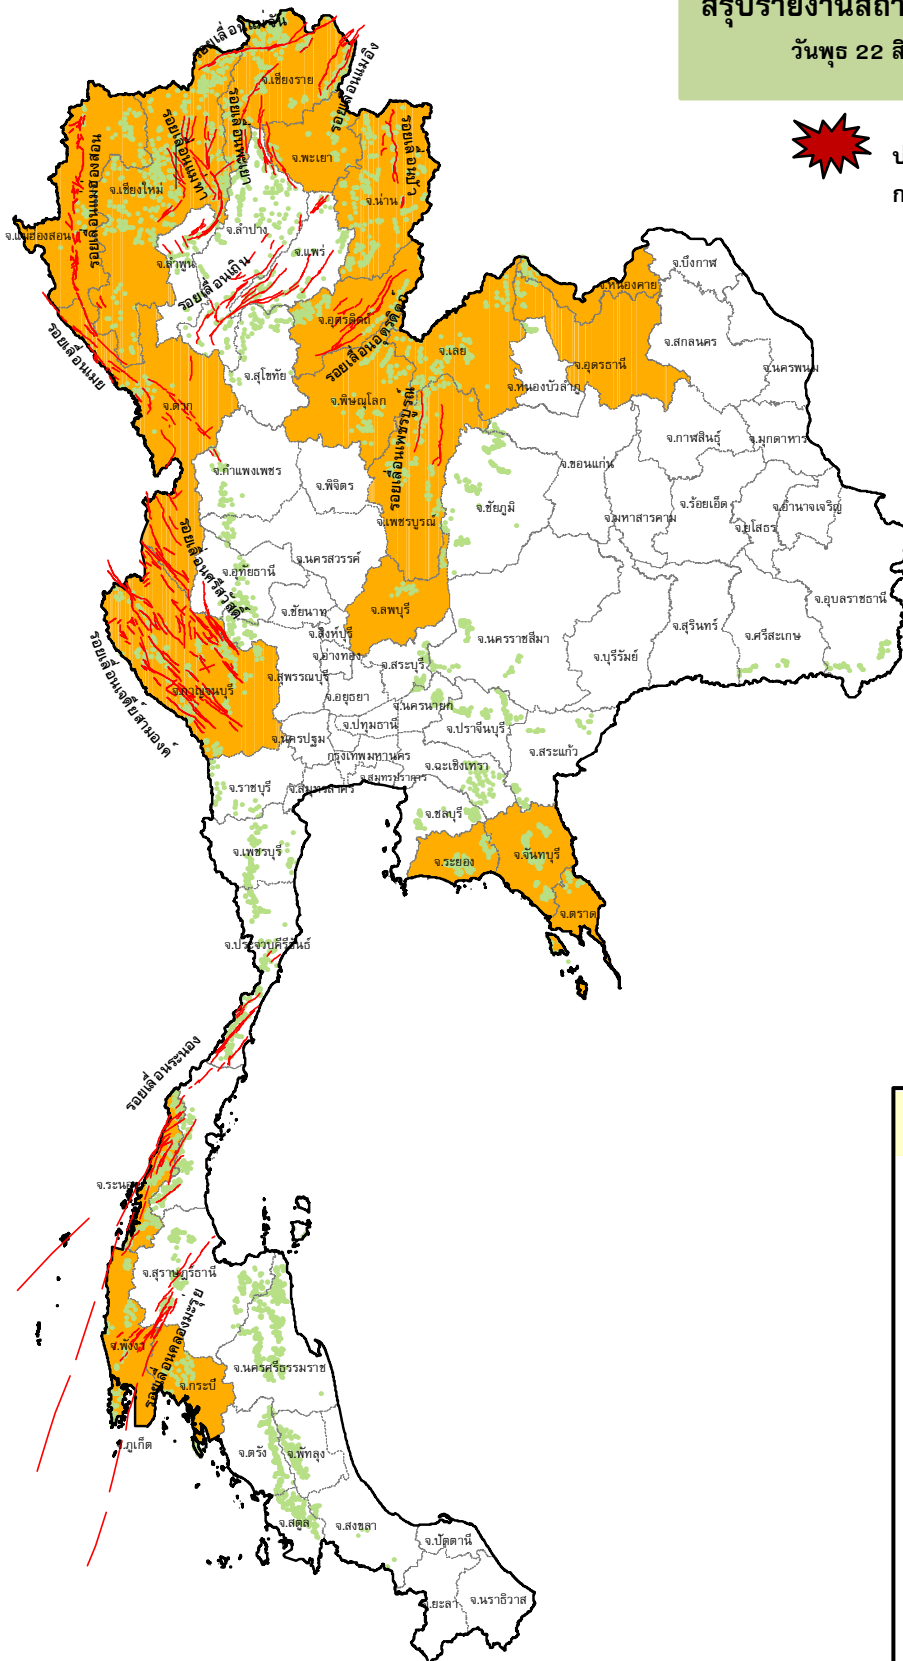 สรุปรายงานสถา
วันพุธ 22 สิ
ป
ก
รอยเลื่อนแม่จัน
รอยเลื่อนแม่อิง
จ.เชียงราย
รอยเลื่อนพะเยา
รอยเลื่อนแม่ทา
รอยเลื่อนปัว
รอยเลื่อนแม่ฮ่องสอน
จ.พะเยา
จ.เชียงใหม่
จ.น่าน
จ.แม่ฮ่องสอน
จ.ลำปาง
จ.แพร่
จ.ลำพูน
รอยเลื่อนเถิน
จ.บึงกาฬ
จ.หนองคาย
จ.อุตรดิตถ์
รอยเลื่อนอุตรดิตถ์
จ.สกลนคร
จ.เลย
จ.นครพนม
จ.อุดรธานี
รอยเลื่อนเมย
จ.สุโขทัย
จ.หนองบัวลำภู
จ.ตาก
จ.พิษณุโลก
รอยเลื่อนเพชรบูรณ์
จ.กาฬสินธุ์
จ.มุกดาหาร
จ.ขอนแก่น
จ.กำแพงเพชร
จ.พิจิตร
จ.ชัยภูมิ
จ.ร้อยเอ็ด
จ.อำนาจเจริญ
จ.มหาสารคาม
จ.เพชรบูรณ์
จ.ยโสธร
รอยเลื่อนศรีสวัสดิ์
จ.นครสวรรค์
จ.อุทัยธานี
จ.อุบลราชธานี
จ.ชัยนาท
จ.ลพบุรี
จ.สุรินทร์
จ.ศรีสะเกษ
จ.สิงห์บุรี
จ.นครราชสีมา
จ.บุรีรัมย์
จ.อ่างทอง
จ.สระบุรี
จ.สุพรรณบุรี
รอยเลื่อนเจดีย์สามองค์
จ.กาญจนบุรี
จ.อยุธยา
จ.นครนายก
จ.ปทุมธานี
จ.ปราจีนบุรี
จ.นครปฐม
จ.สระแก้ว
กรุงเทพมหานคร
จ.ฉะเชิงเทรา
จ.สมุทรปราการ
จ.ราชบุรี
จ.สมุทรสาคร
จ.ชลบุรี
จ.เพชรบุรี
จ.ระยอง
จ.จันทบุรี
จ.ตราด
จ.ประจวบคีรีขันธ์
รอยเลื่อนระนอง
จ.ระนอง
จ.สุราษฎร์ธานี
รอยเลื่อนคลองมะรุ่ย
จ.พังงา
จ.นครศรีธรรมราช
จ.กระบี่
จ.ภูเก็ต
จ.ตรัง
จ.พัทลุง
จ.สตูล
จ.สงขลา
จ.ปัตตานี
จ.ยะลา
จ.นราธิวาส